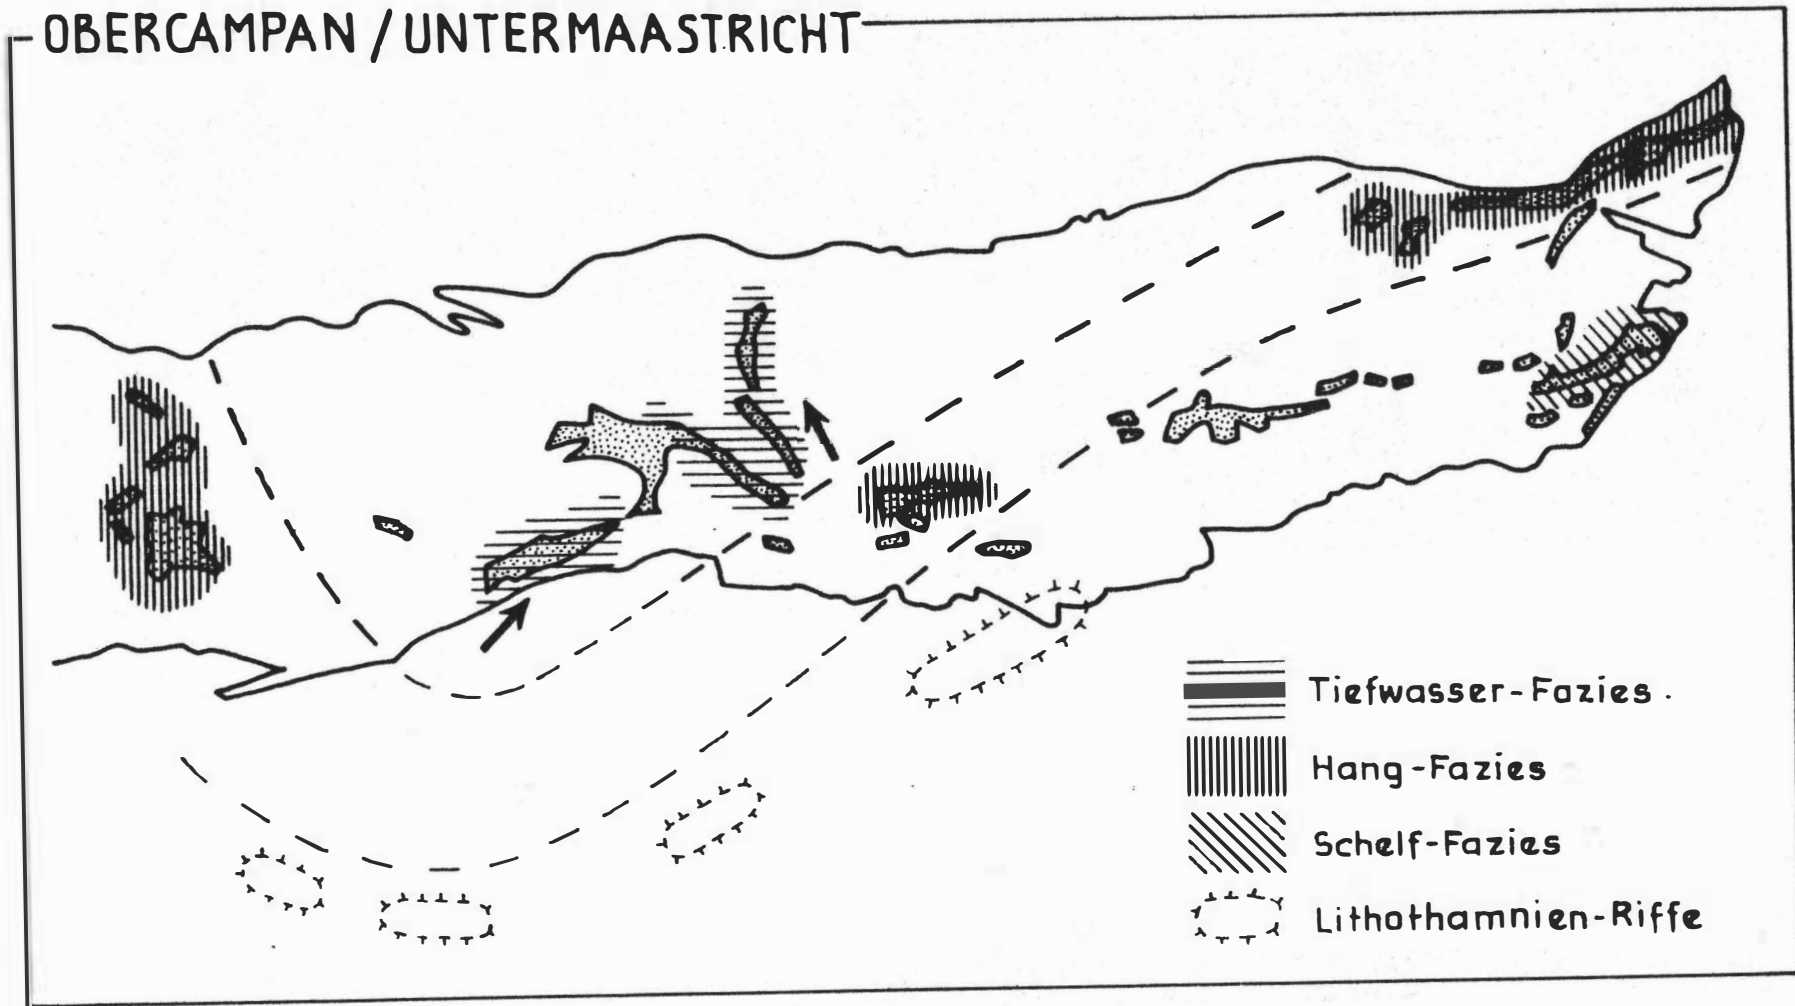 OBERCAMPAN / UNTERMAASTRICHT
Tiefwasser-Fazies.
Hang-Fazies
Schelf-Fazies
Lithothamnien-Riffe